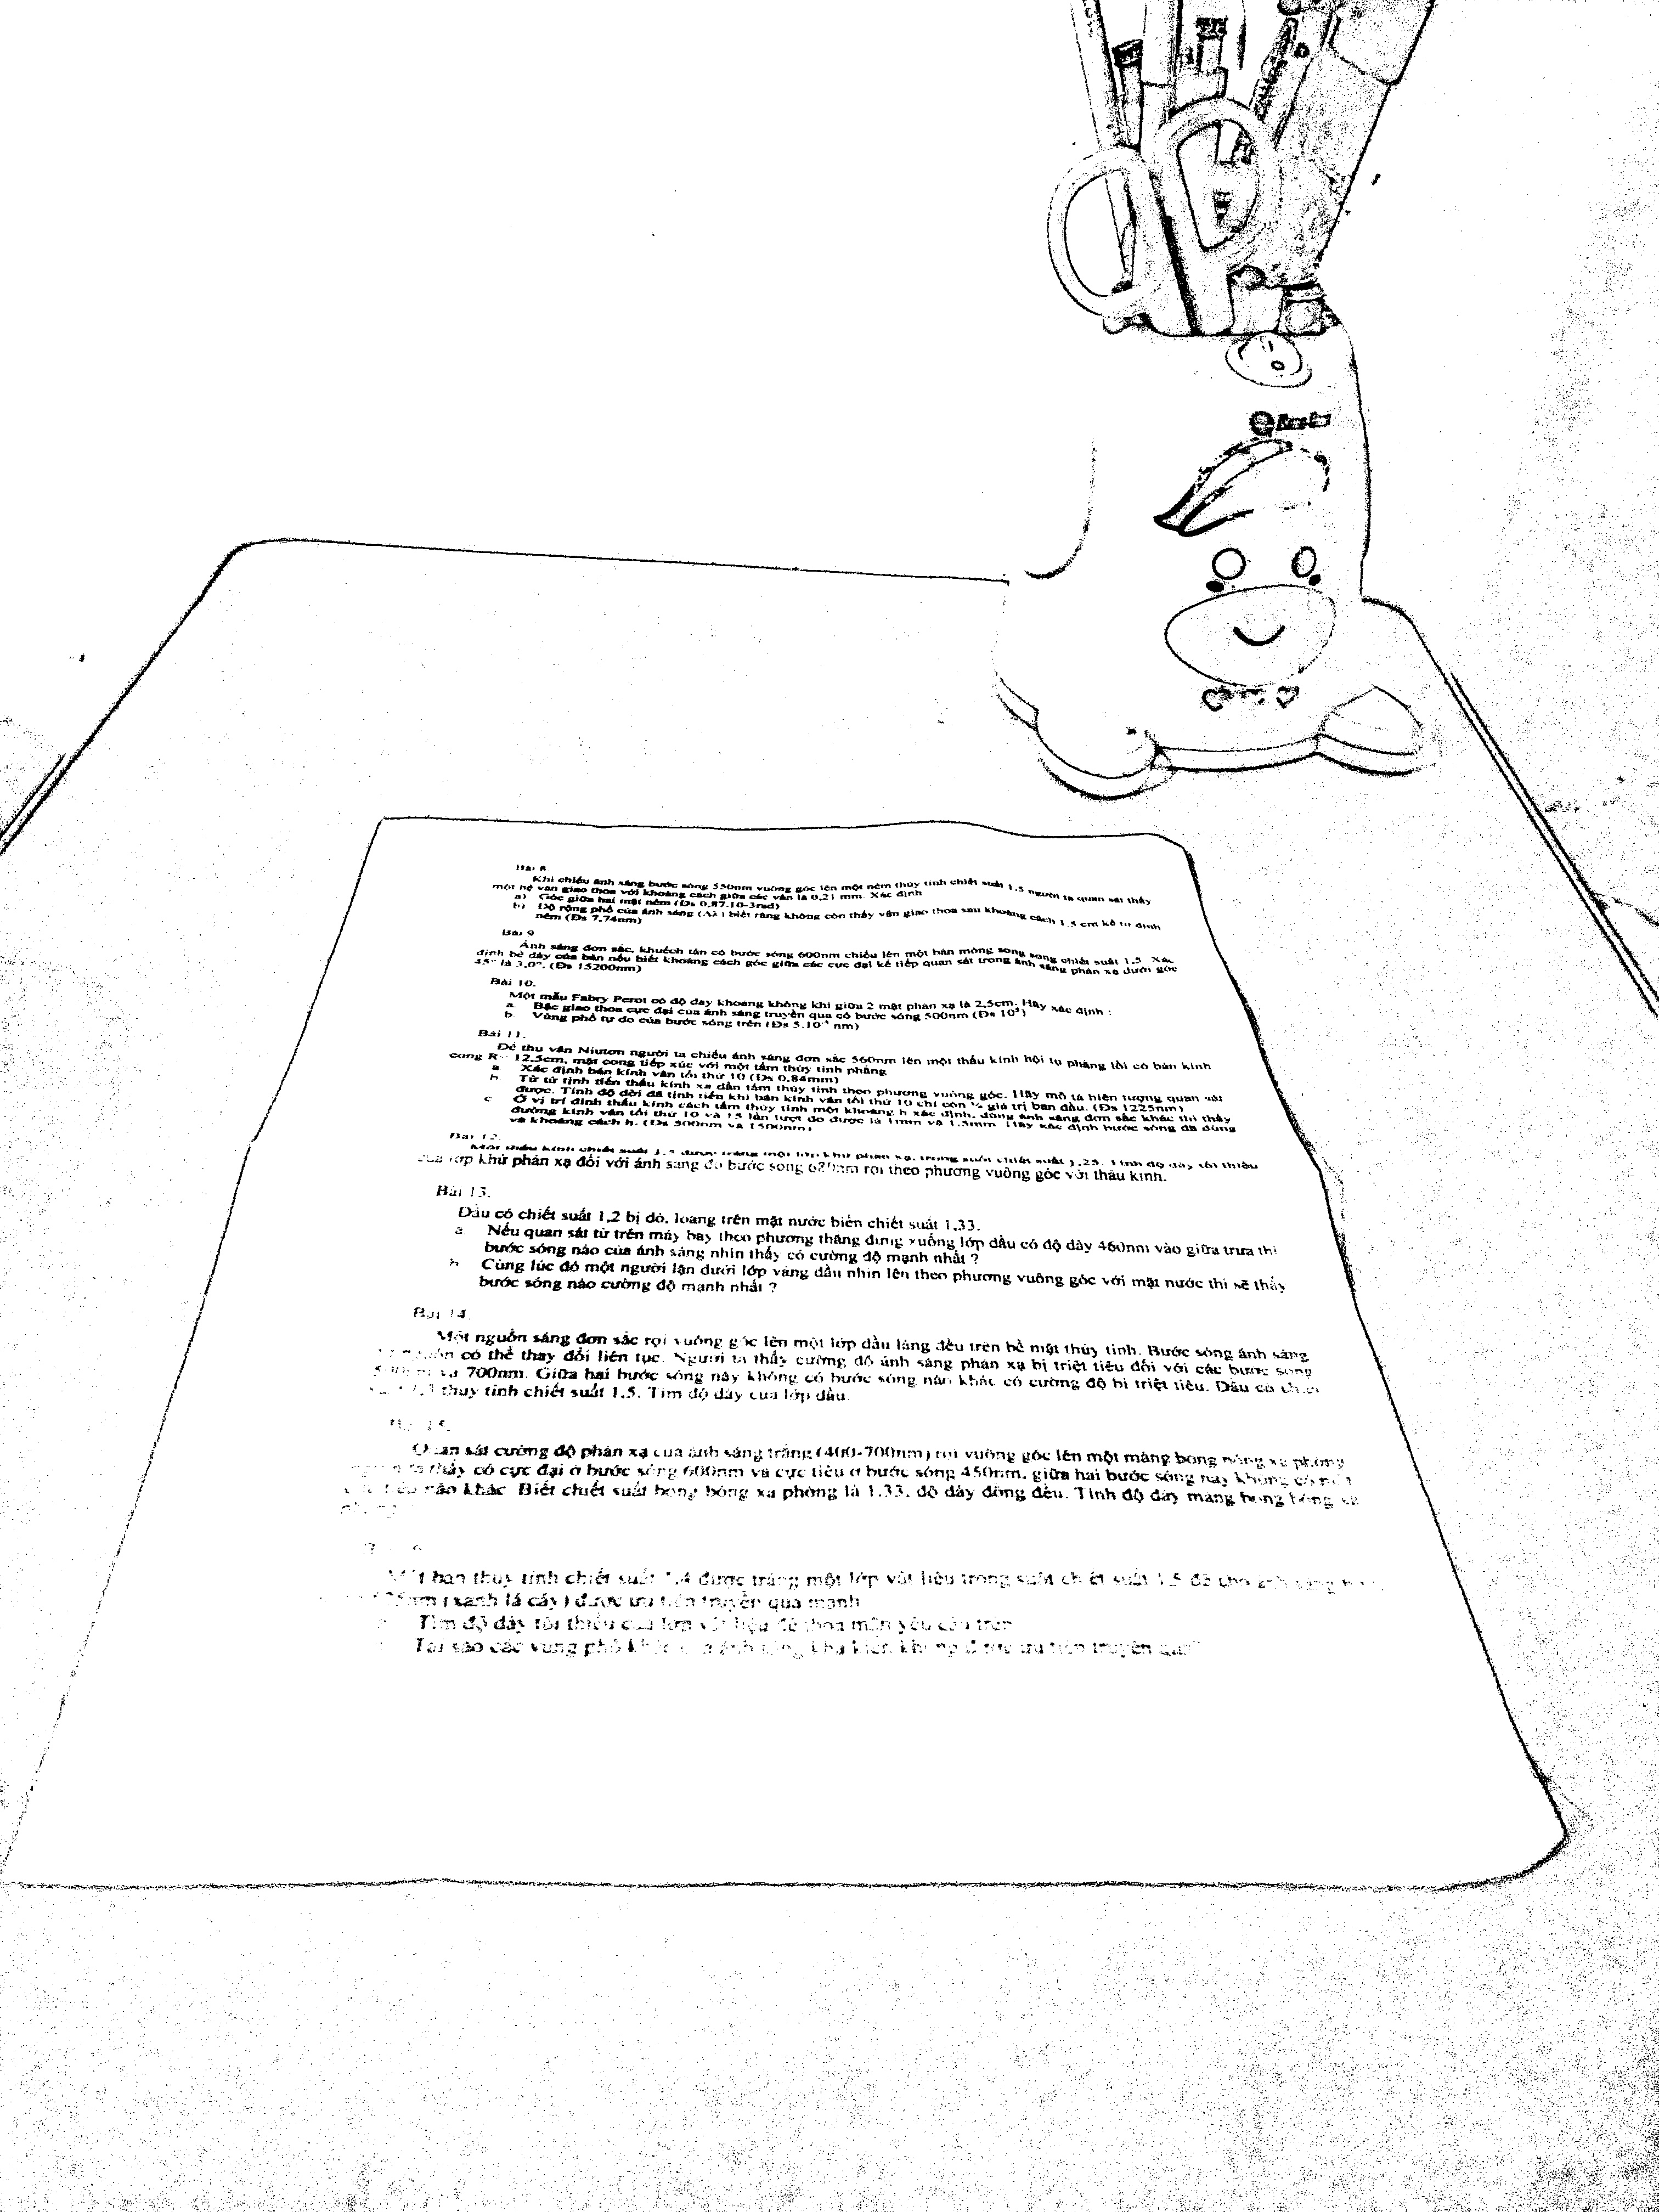 Bài 8.
Khi chiếu ánh sáng bước sóng 550nm vuông góc lên một nêm thủy tinh chiết suất 1,5 người ta quan sát thấy
một hệ vân giao thoa với khoảng cách giữa các vân là 0,21 mm. Xác định
a) Góc giữa hai mặt nêm (Đs 0,87.10-3rad)
b) Độ rộng phổ của ánh sáng (Δλ) biết rằng không còn thấy vân giao thoa sau khoảng cách 1,5 cm kể từ đỉnh
nêm (Đs 7.74nm)
Bài 9
Ánh sáng đơn sắc, khuếch tán có bước sóng 600nm chiếu lên một bản mỏng song song chiết suất 1.5. Xác
định bề dày của bản nếu biết khoảng cách góc giữa các cực đại kế tiếp quan sát trong ánh sáng phản xạ dưới góc
45° là 3,0°. (Đs 15200nm)
Bài 10.
Một mẫu Fabry Perot có độ dày khoảng không khí giữa 2 mặt phản xạ là 2,5cm. Hãy xác định :
a. Bậc giao thoa cực đại của ánh sáng truyền qua có bước sóng 500nm (Đs 10⁵)
b. Vùng phổ tự do của bước sóng trên (Đs 5.10⁻³ nm)
Bài 11.
Để thu vân Niuton người ta chiếu ánh sáng đơn sắc 560nm lên một thấu kính hội tụ phẳng lồi có bán kính
cong R= 12,5cm, mặt cong tiếp xúc với một tấm thủy tinh phẳng
a. Xác định bán kính vân tối thứ 10 (Đs 0,84mm)
b. Từ từ tịnh tiến thấu kính xa dần tấm thủy tinh theo phương vuông góc. Hãy mô tả hiện tượng quan sát
được. Tính độ dời đã tịnh tiến khi bán kính vân tối thứ 10 chỉ còn ½ giá trị ban đầu. (Đs 1225nm)
c Ở vị trí định thấu kính cách tấm thủy tinh một khoảng h xác định, dùng ánh sáng đơn sắc khác thì thấy
đường kính vân tối thứ 10 và 15 lần lượt đo được là 1mm và 1.5mm. Hãy xác định bước sóng đã dùng
và khoảng cách h. (Đs 500nm và 1500nm)
Bài 12.
Một thấu kính chiết suất 1.5 được tráng một lớp khử phản xạ, trong suốt chiết suất 1.25. Tính độ dày tối thiểu
của lớp khử phản xạ đối với ánh sáng đỏ bước sóng rọi theo phương vuông góc với thấu kính.
Bài 13.
Dầu có chiết suất 1,2 bị dò, loang trên mặt nước biển chiết suất 1,33.
a. Nếu quan sát từ trên máy bay theo phương thẳng đứng xuống lớp dầu có độ dày 460nm vào giữa trưa thì
bước sóng nào của ánh sáng nhìn thấy có cường độ mạnh nhất ?
b Cùng lúc đó một người lặn dưới lớp váng dầu nhìn lên theo phương vuông góc với mặt nước thì sẽ thấy
bước sóng nào cường độ mạnh nhất ?
Bài 14.
Một nguồn sáng đơn sắc rọi vuông góc lên một lớp dầu láng đều trên bề mặt thủy tinh. Bước sóng ánh sáng
có thể thay đổi liên tục. Người ta thấy cường độ ánh sáng phản xạ bị triệt tiêu đối với các bước sóng
và 700nm. Giữa hai bước sóng này không có bước sóng nào khác có cường độ bị triệt tiêu. Dầu có chiết
thủy tinh chiết suất 1.5. Tìm độ dày của lớp dầu.
Quan sát cường độ phản xạ của ánh sáng trắng (400-700nm) rọi vuông góc lên một màng bong bóng xà phòng
thấy có cực đại ở bước sóng 600nm và cực tiểu ở bước sóng 450nm, giữa hai bước sóng này không có
nào khác. Biết chiết suất bong bóng xà phòng là 1.33, độ dày đồng đều. Tính độ dày màng bong bóng xà
Một bản thủy tinh chiết suất 1,4 được tráng một lớp vật liệu trong suốt chiết suất 1.5 để cho ánh sáng
(xanh lá cây) được ưu tiên truyền qua mạnh
Tìm độ dày tối thiểu của lớp vật liệu để thỏa mãn yêu cầu trên
Tại sao các vùng phổ khác của ánh sáng khả kiến không được ưu tiên truyền qua?